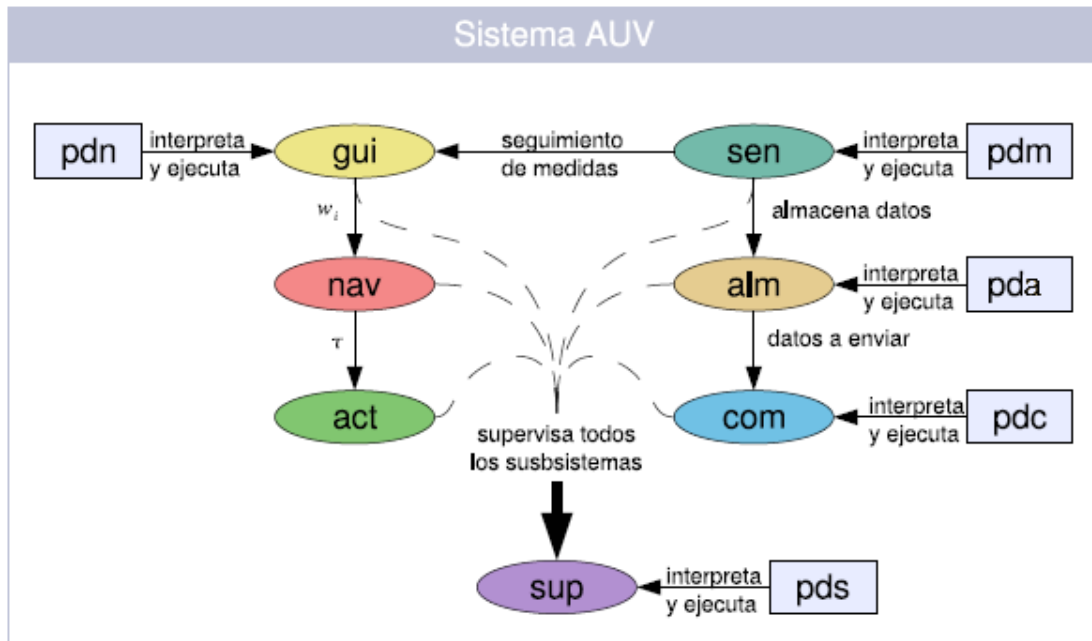 Sistema AUV
pdn
interpreta
y ejecuta
gui
seguimiento
de medidas
sen
interpreta
y ejecuta
pdm
w_i
almacena datos
nav
alm
interpreta
y ejecuta
pda
τ
datos a enviar
act
com
interpreta
y ejecuta
pdc
supervisa todos
los susbsistemas
sup
interpreta
y ejecuta
pds